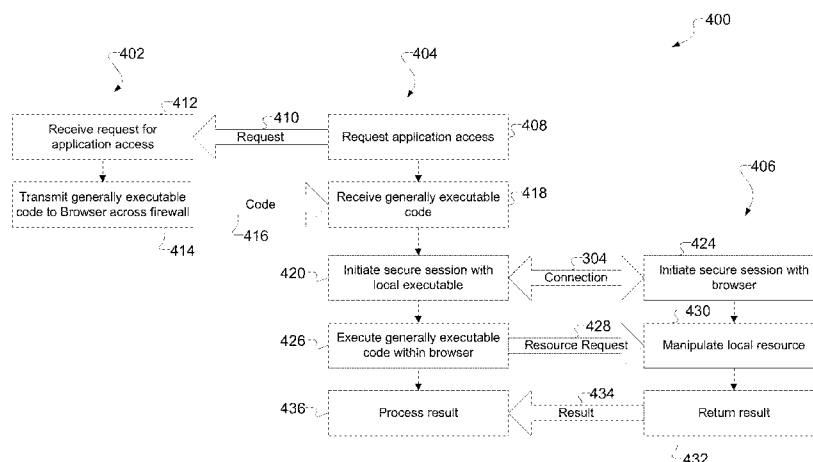 400
402
404
412
410
Receive request for
application access
Request
Request application access
408
406
Transmit generally executable
code to Browser across firewall
Code
Receive generally executable
code
418
416
414
424
420
Initiate secure session with
local executable
304
Connection
Initiate secure session with
browser
430
426
Execute generally executable
code within browser
428
Resource Request
Manipulate local resource
434
436
Process result
Result
Return result
432